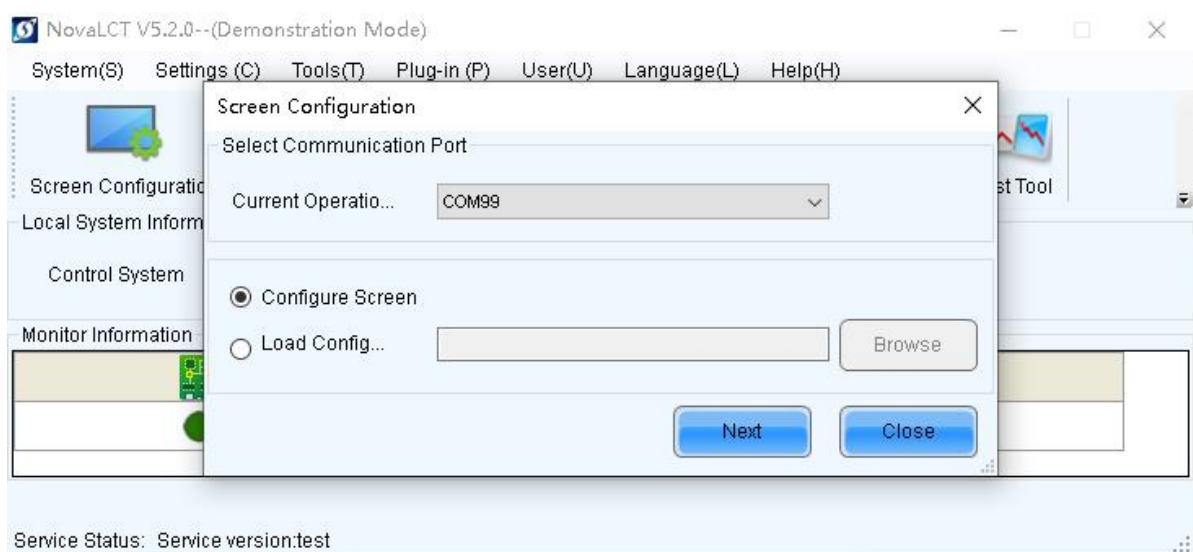 NovaLCT V5.2.0--(Demonstration Mode)
System(S) Settings (C) Tools(T) Plug-in (P) User(U) Language(L) Help(H)
Screen Configuration
Select Communication Port
Current Operatio... COM99
Configure Screen
Load Config... Browse
Next Close
Screen Configuratio
st Tool
Local System Inform
Control System
Monitor Information
Service Status: Service version:test